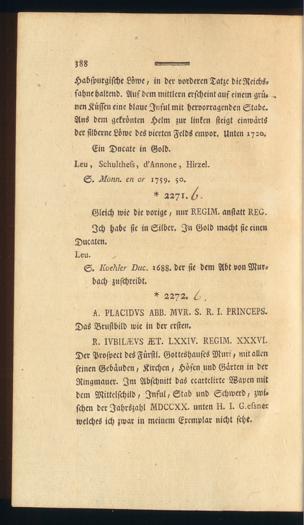 388
Habspurgische Löwe, in der vordern Tatze die Reichs-
fahne haltend. Auf dem mittlern erscheint auf einem grü-
nen Küssen eine blaue Insul mit hervorragenden Stabe.
Aus dem gekrönten Helm zur linken steigt einwärts
der silberne Löwe des vierten Felds empor. Unten 1720.
Ein Ducate in Gold.
Leu, Schultheſs, d'Annone, Hirzel.
S. Monn. en or 1759. 50.
* 2271. 6.
Gleich wie die vorige, nur REGIM. anstatt REG.
Ich habe sie in Silber. In Gold macht sie einen
Ducaten.
Leu.
S. Koehler Duc. 1688. der sie dem Abt von Mur-
bach zuschreibt.
* 2272. 6.
A. PLACIDVS ABB. MVR. S. R. I. PRINCEPS.
Das Brustbild wie in der ersten.
R. IVBILÆVS ÆT. LXXIV. REGIM. XXXVI.
Der Prospect des Fürstl. Gotteshauses Muri, mit allen
seinen Gebäuden, Kirchen, Höfen und Gärten in der
Ringmauer. Im Abschnitt das ecartelirte Wapen mit
dem Mittelschild, Insul, Stab und Schwerd, zwi-
schen der Jahrszahl MDCCXX. unten H. I. Geſsner
welches ich zwar in meinem Exemplar nicht sehe.